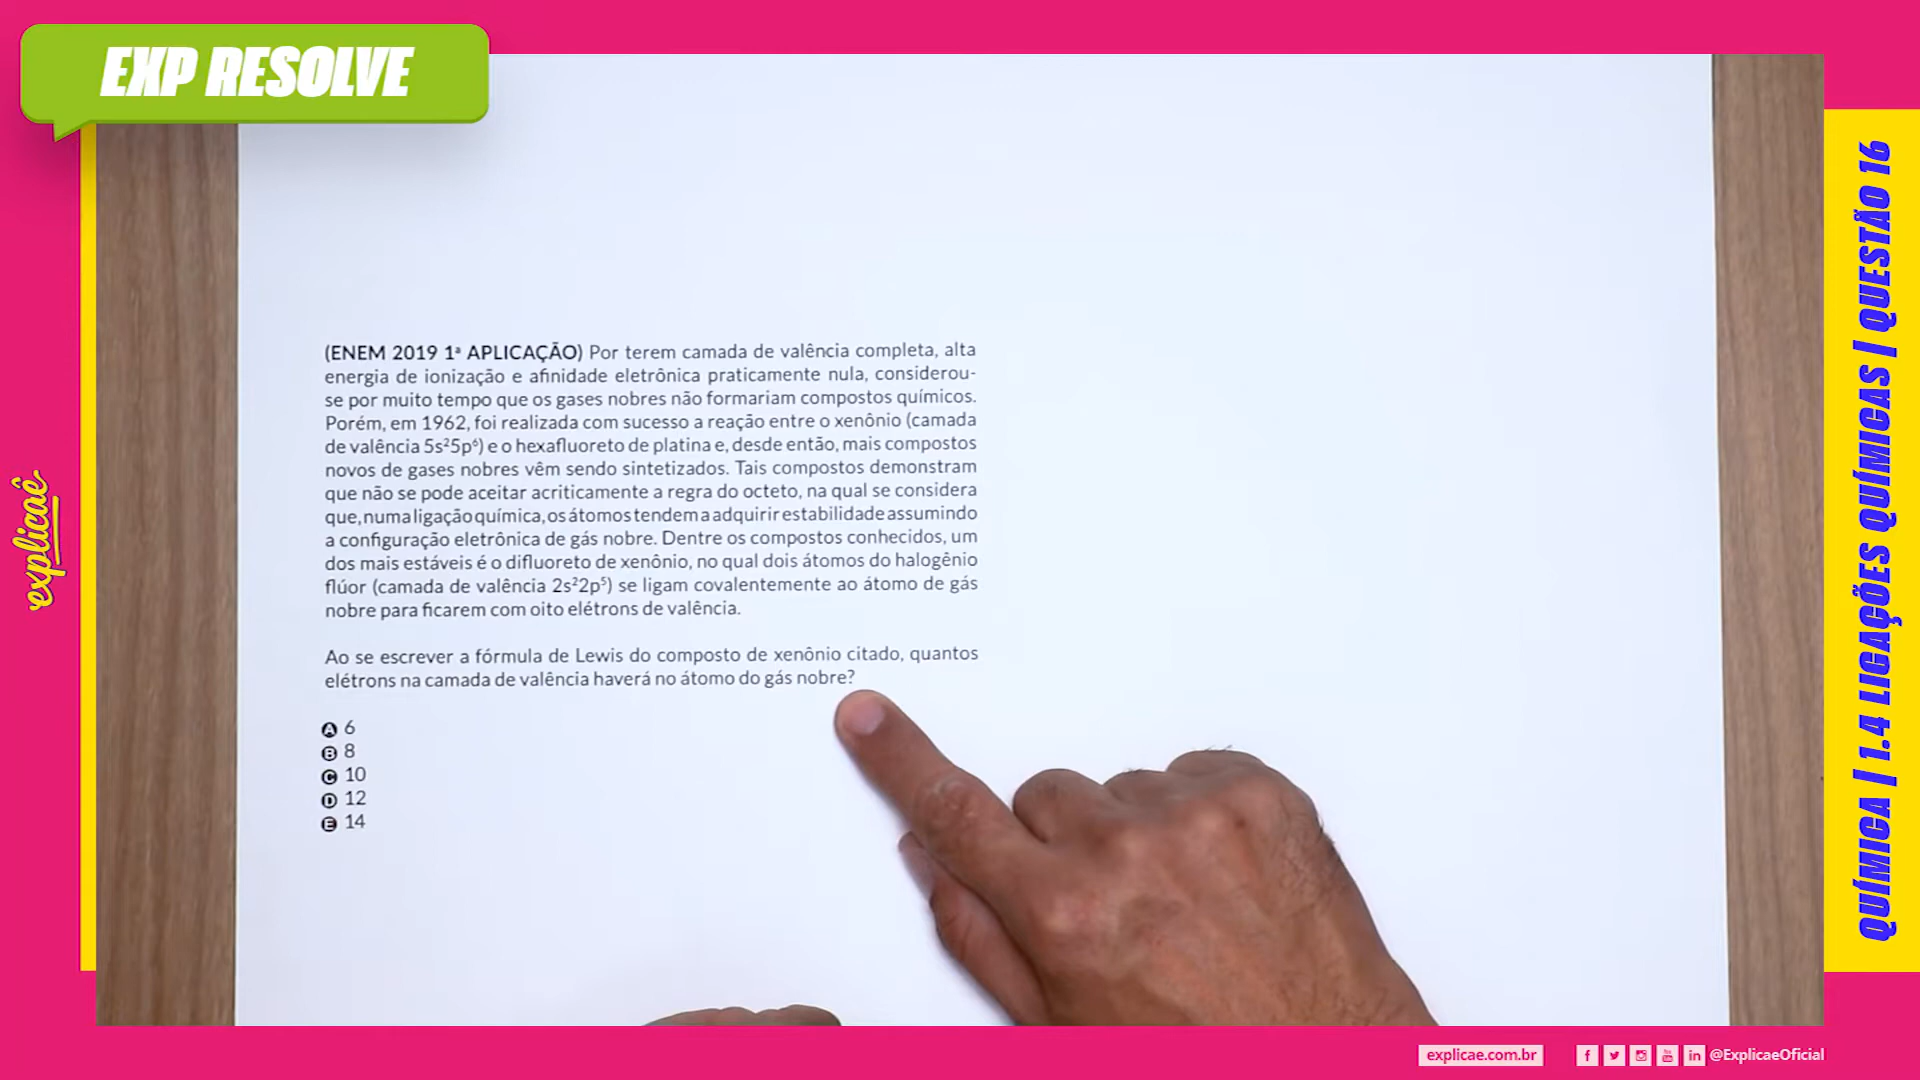 EXP RESOLVE
(ENEM 2019 1ª APLICAÇÃO) Por terem camada de valência completa, alta
energia de ionização e afinidade eletrônica praticamente nula, considerou-
se por muito tempo que os gases nobres não formariam compostos químicos.
Porém, em 1962, foi realizada com sucesso a reação entre o xenônio (camada
de valência 5s²5p⁶) e o hexafluoreto de platina e, desde então, mais compostos
novos de gases nobres vêm sendo sintetizados. Tais compostos demonstram
que não se pode aceitar acriticamente a regra do octeto, na qual se considera
que, numa ligação química, os átomos tendem a adquirir estabilidade assumindo
a configuração eletrônica de gás nobre. Dentre os compostos conhecidos, um
dos mais estáveis é o difluoreto de xenônio, no qual dois átomos do halogênio
flúor (camada de valência 2s²2p⁵) se ligam covalentemente ao átomo de gás
nobre para ficarem com oito elétrons de valência.
Ao se escrever a fórmula de Lewis do composto de xenônio citado, quantos
elétrons na camada de valência haverá no átomo do gás nobre?
A 6
B 8
C 10
D 12
E 14
explicaê
QUÍMICA | 1.4 LIGAÇÕES QUÍMICAS | QUESTÃO 16
explicae.com.br
@ExplicaeOficial